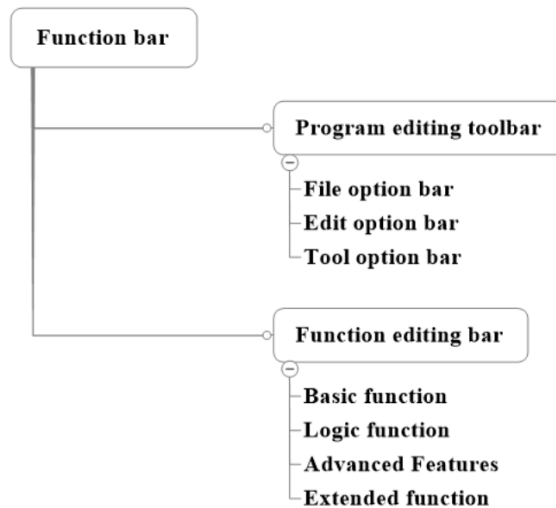 Function bar
Program editing toolbar
File option bar
Edit option bar
Tool option bar
Function editing bar
Basic function
Logic function
Advanced Features
Extended function